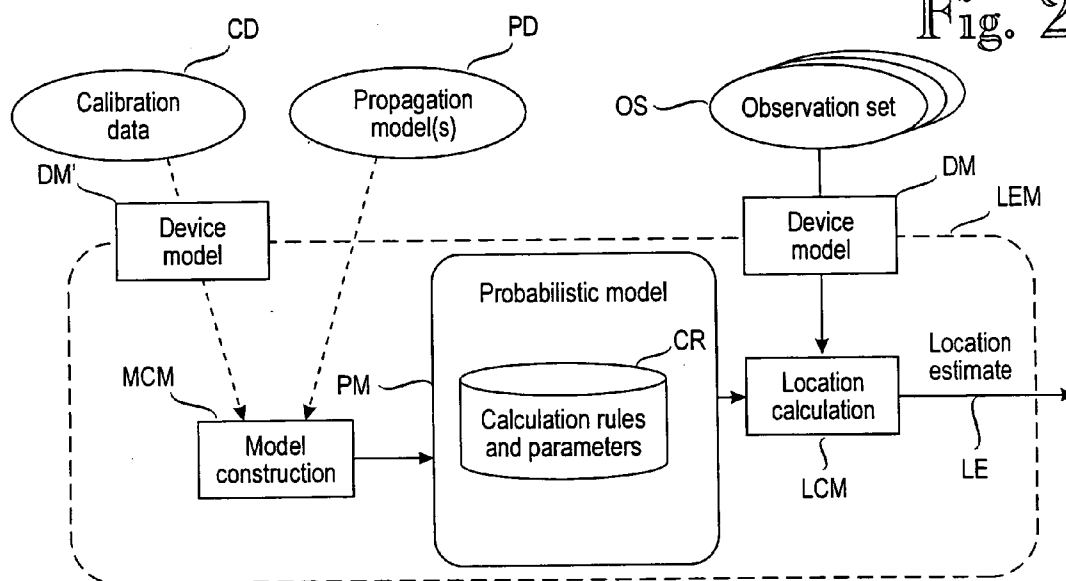 Fig. 2
CD
PD
Calibration
data
Propagation
model(s)
OS
Observation set
DM'
DM
LEM
Device
model
Device
model
Probabilistic model
CR
Location
estimate
MCM
PM
Calculation rules
and parameters
Location
calculation
Model
construction
LCM
LE